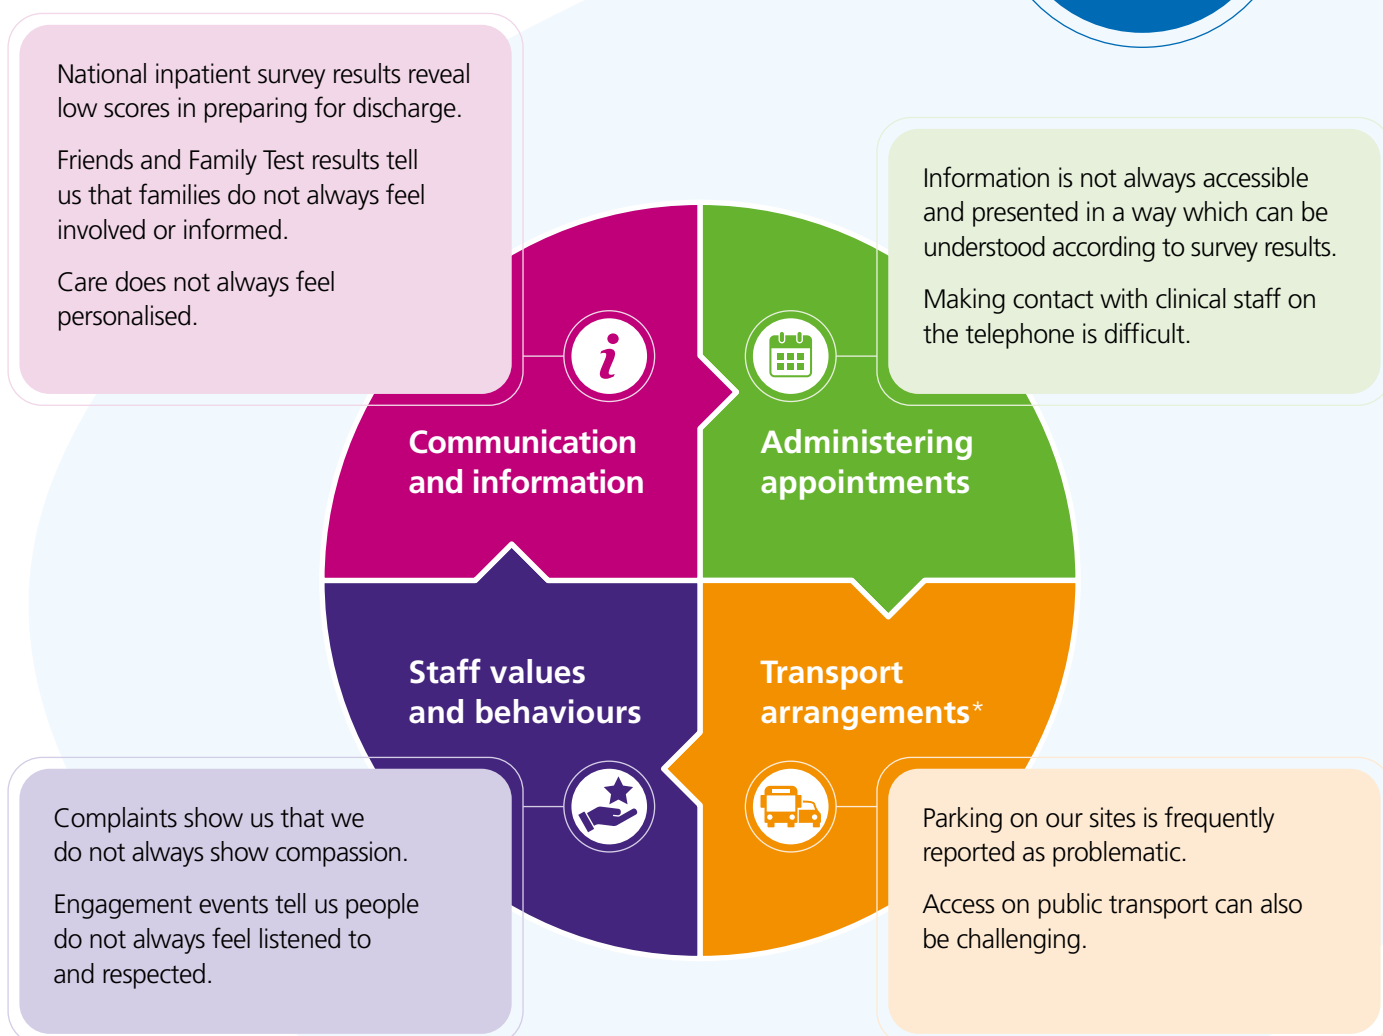 National inpatient survey results reveal
low scores in preparing for discharge.
Friends and Family Test results tell
us that families do not always feel
involved or informed.
Care does not always feel
personalised.
Information is not always accessible
and presented in a way which can be
understood according to survey results.
Making contact with clinical staff on
the telephone is difficult.
i
Communication
and information
Administering
appointments
Staff values
and behaviours
Transport
arrangements*
Complaints show us that we
do not always show compassion.
Engagement events tell us people
do not always feel listened to
and respected.
Parking on our sites is frequently
reported as problematic.
Access on public transport can also
be challenging.